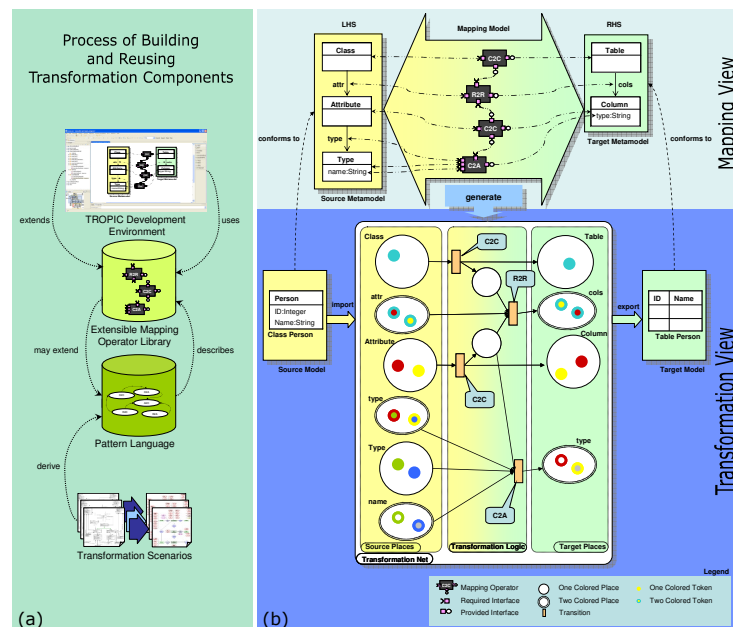 Process of Building
and Reusing
Transformation Components
TROPIC Development
Environment
extends
uses
R2R
C2C
C2A
Extensible Mapping
Operator Library
may extend
describes
Pattern Language
derive
Transformation Scenarios
(a)
LHS
Mapping Model
RHS
Mapping View
Class
C2C
Table
attr
R2R
cols
Attribute
C2C
Column
type:String
type
C2A
Type
name:String
Source Metamodel
Target Metamodel
conforms to
conforms to
generate
Transformation View
Class
C2C
Table
R2R
attr
cols
Person
ID:Integer
Name:String
Class Person
Source Model
import
export
ID Name
Table Person
Target Model
Attribute
Column
C2C
type
Type
type
name
C2A
Source Places
Transformation Logic
Target Places
Transformation Net
Legend
C2C
Mapping Operator
One Colored Place
One Colored Token
Required Interface
Two Colored Place
Two Colored Token
Provided Interface
Transition
(b)